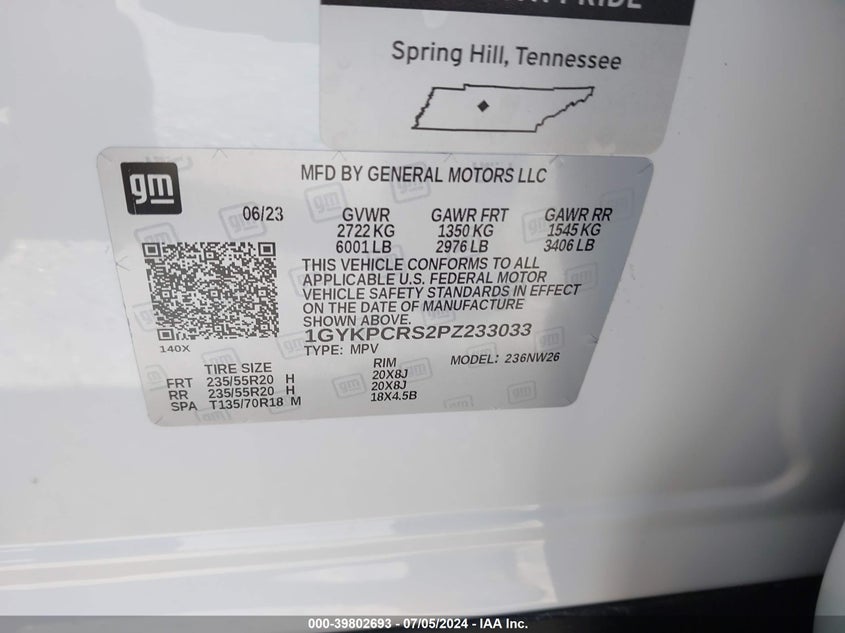 PRIDE
Spring Hill, Tennessee
gm
MFD BY GENERAL MOTORS LLC
06/23 GVWR GAWR FRT GAWR RR
2722 KG 1350 KG 1545 KG
6001 LB 2976 LB 3406 LB
THIS VEHICLE CONFORMS TO ALL
APPLICABLE U.S. FEDERAL MOTOR
VEHICLE SAFETY STANDARDS IN EFFECT
ON THE DATE OF MANUFACTURE
SHOWN ABOVE.
1GYKPCRS2PZ233033
140X
TYPE: MPV MODEL: 236NW26
TIRE SIZE RIM
FRT 235/55R20 H 20X8J
RR 235/55R20 H 20X8J
SPA T135/70R18 M 18X4.5B
000-39802693 - 07/05/2024 - IAA Inc.